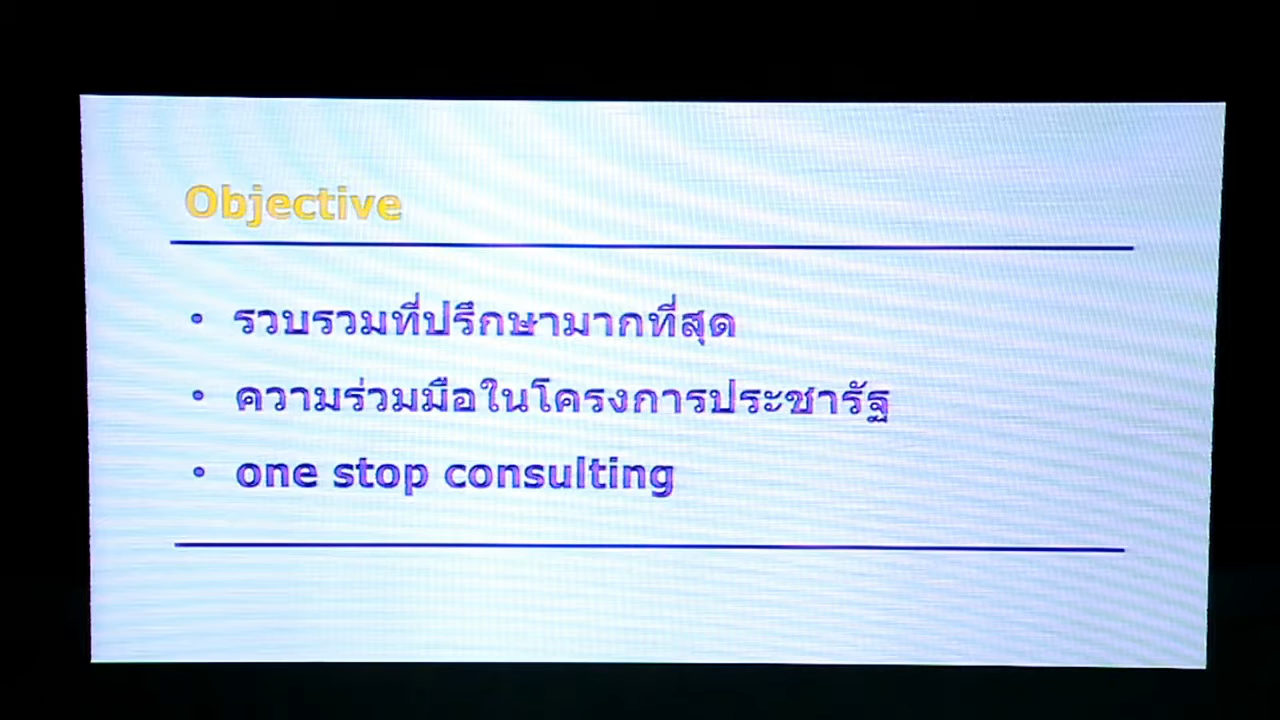 Objective
• รวบรวมที่ปรึกษามากที่สุด
• ความร่วมมือในโครงการประชารัฐ
• one stop consulting